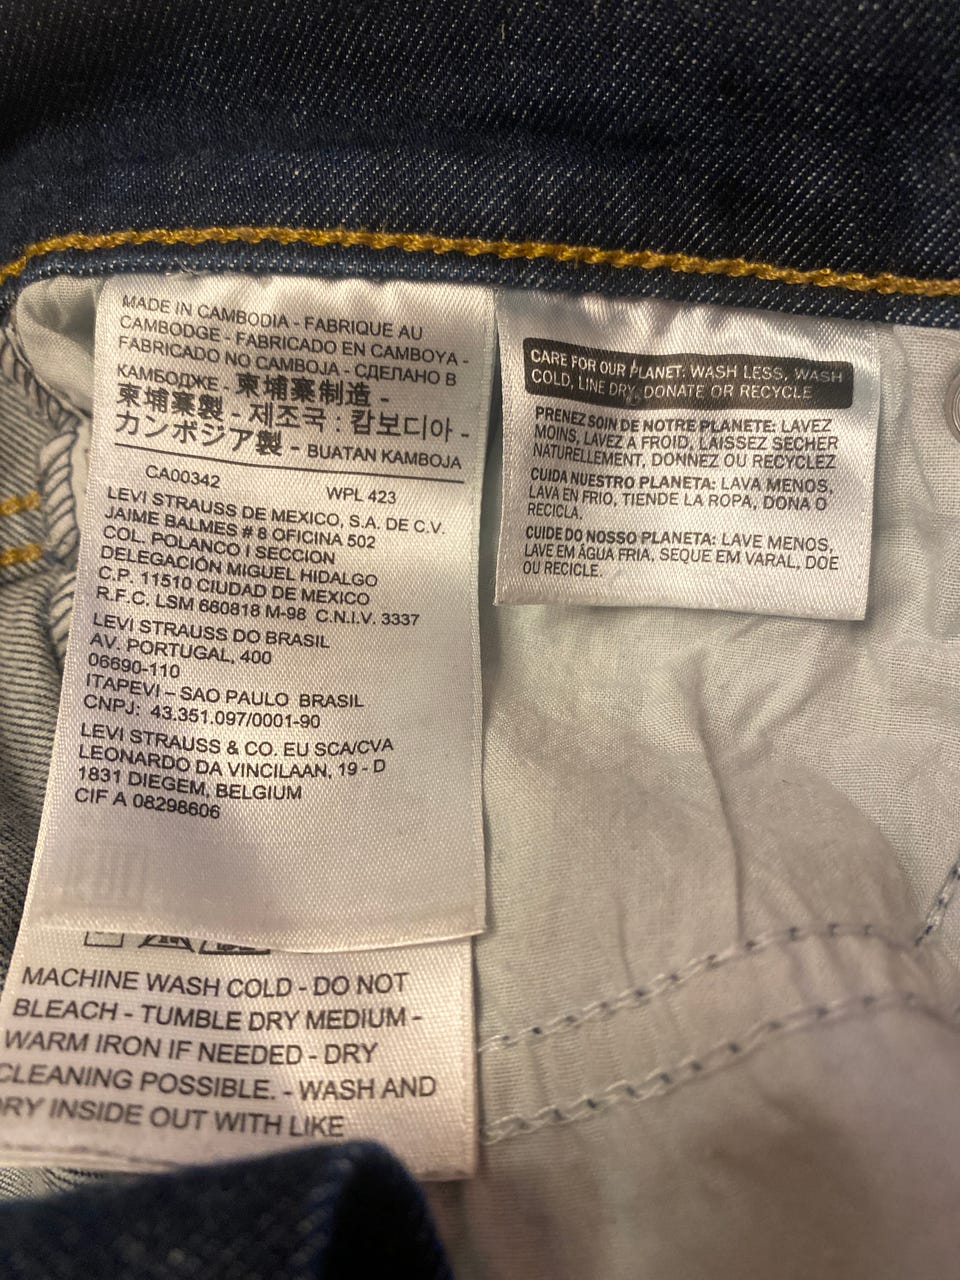 MADE IN CAMBODIA - FABRIQUE AU
CAMBODGE - FABRICADO EN CAMBOYA -
FABRICADO NO CAMBOJA - СДЕЛАНО В
КАМБОДЖЕ - 柬埔寨制造 -
柬埔寨製 - 제조국 : 캄보디아 -
カンボジア製 - BUATAN KAMBOJA
CA00342 WPL 423
LEVI STRAUSS DE MEXICO, S.A. DE C.V.
JAIME BALMES # 8 OFICINA 502
COL. POLANCO I SECCION
DELEGACIÓN MIGUEL HIDALGO
C.P. 11510 CIUDAD DE MEXICO
R.F.C. LSM 680818 M-98 C.N.I.V. 3337
LEVI STRAUSS DO BRASIL
AV. PORTUGAL, 400
06690-110
ITAPEVI – SAO PAULO BRASIL
CNPJ: 43.351.097/0001-90
LEVI STRAUSS & CO. EU SCA/CVA
LEONARDO DA VINCILAAN, 19 - D
1831 DIEGEM, BELGIUM
CIF A 08298606
MACHINE WASH COLD - DO NOT
BLEACH - TUMBLE DRY MEDIUM -
WARM IRON IF NEEDED - DRY
CLEANING POSSIBLE. - WASH AND
DRY INSIDE OUT WITH LIKE
CARE FOR OUR PLANET: WASH LESS, WASH
COLD, LINE DRY, DONATE OR RECYCLE
PRENEZ SOIN DE NOTRE PLANETE: LAVEZ
MOINS, LAVEZ A FROID, LAISSEZ SECHER
NATURELLEMENT, DONNEZ OU RECYCLEZ
CUIDA NUESTRO PLANETA: LAVA MENOS,
LAVA EN FRIO, TIENDE LA ROPA, DONA O
RECICLA.
CUIDE DO NOSSO PLANETA: LAVE MENOS,
LAVE EM ÁGUA FRIA, SEQUE EM VARAL, DOE
OU RECICLE.